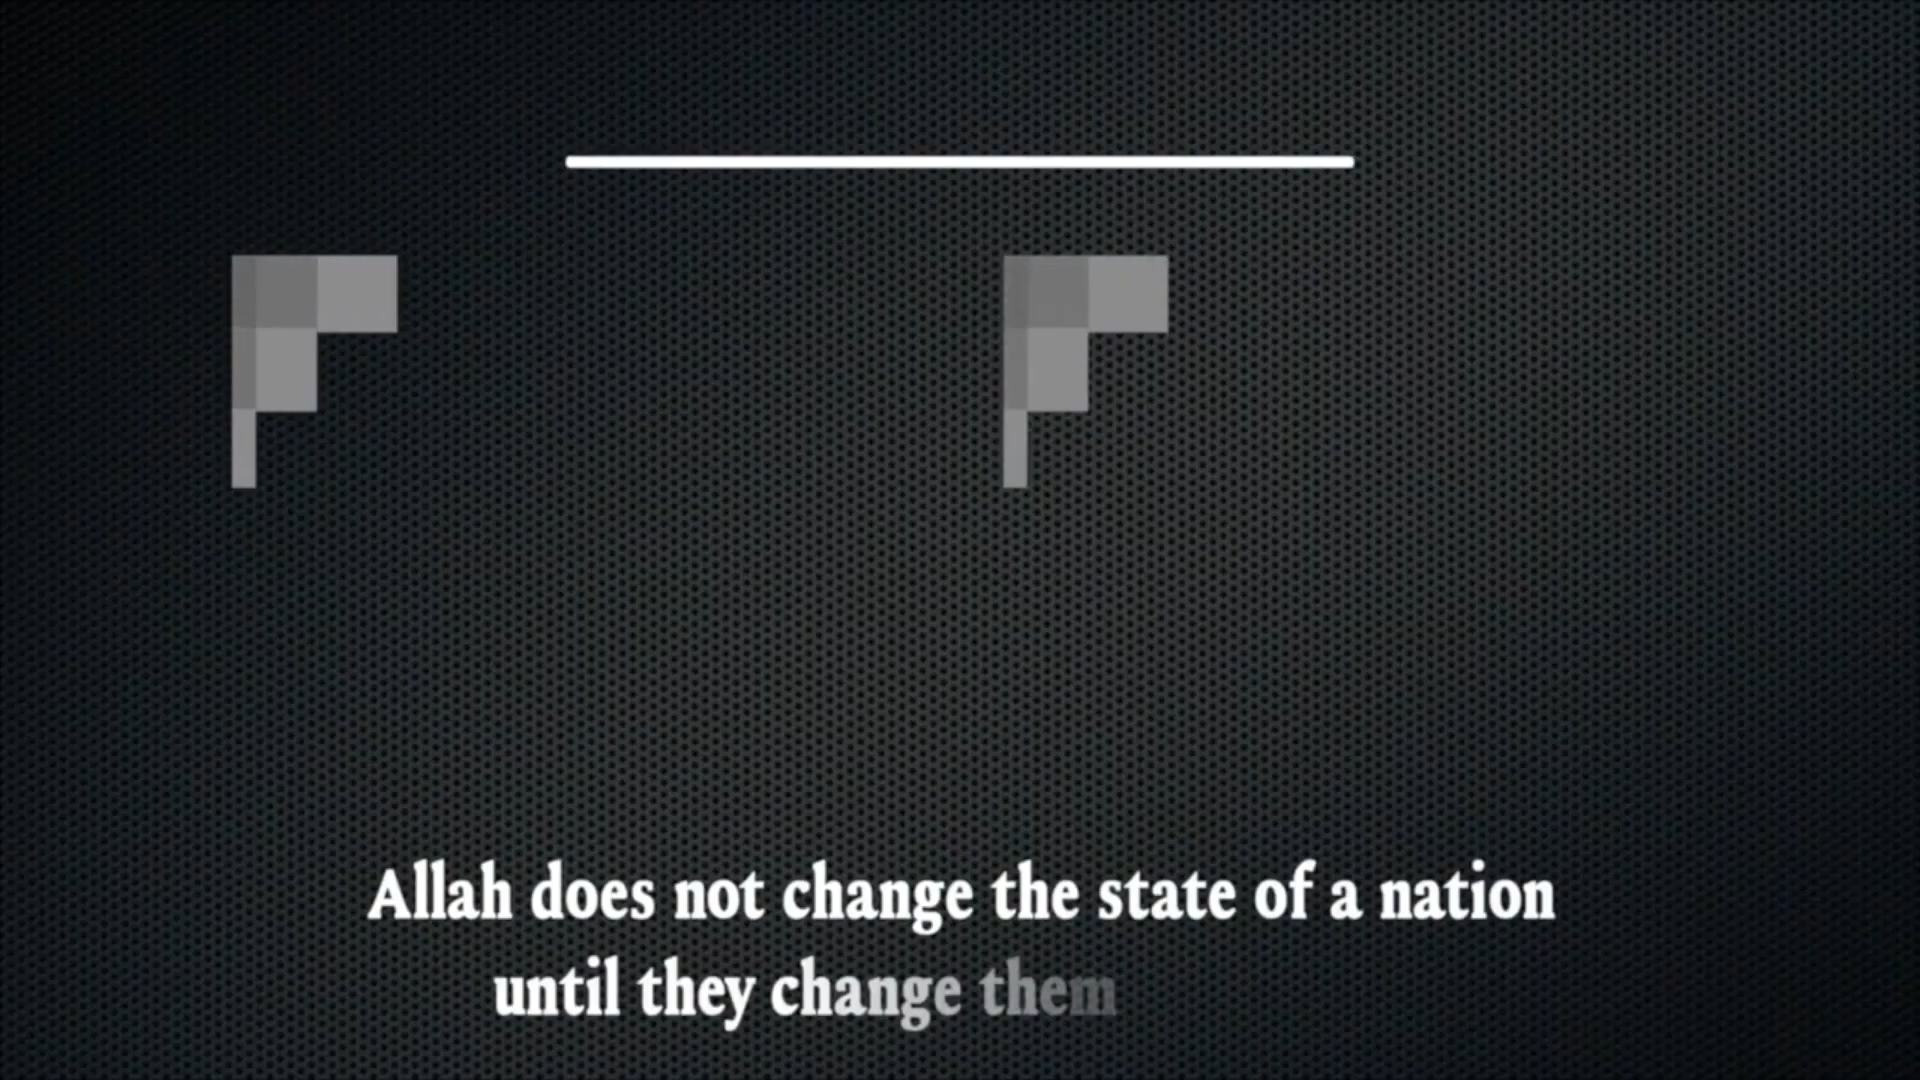 Allah does not change the state of a nation
until they change them